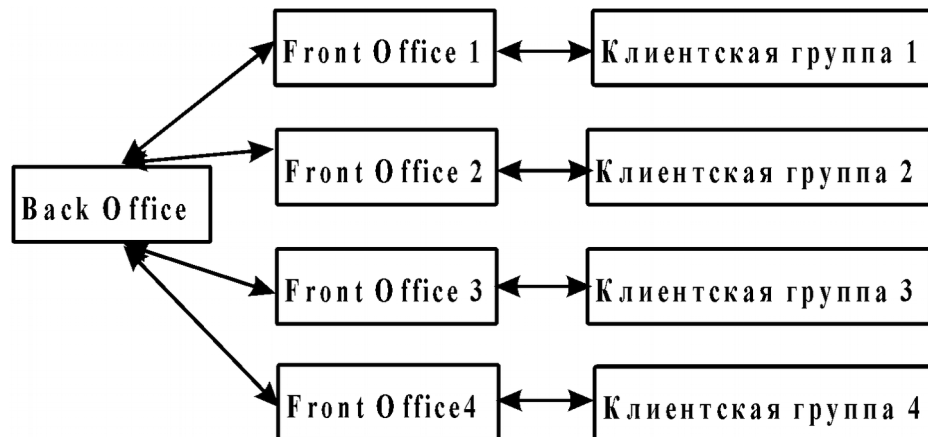 Front Office 1
Клиентская группа 1
Front Office 2
Клиентская группа 2
Back Office
Front Office 3
Клиентская группа 3
Front Office4
Клиентская группа 4